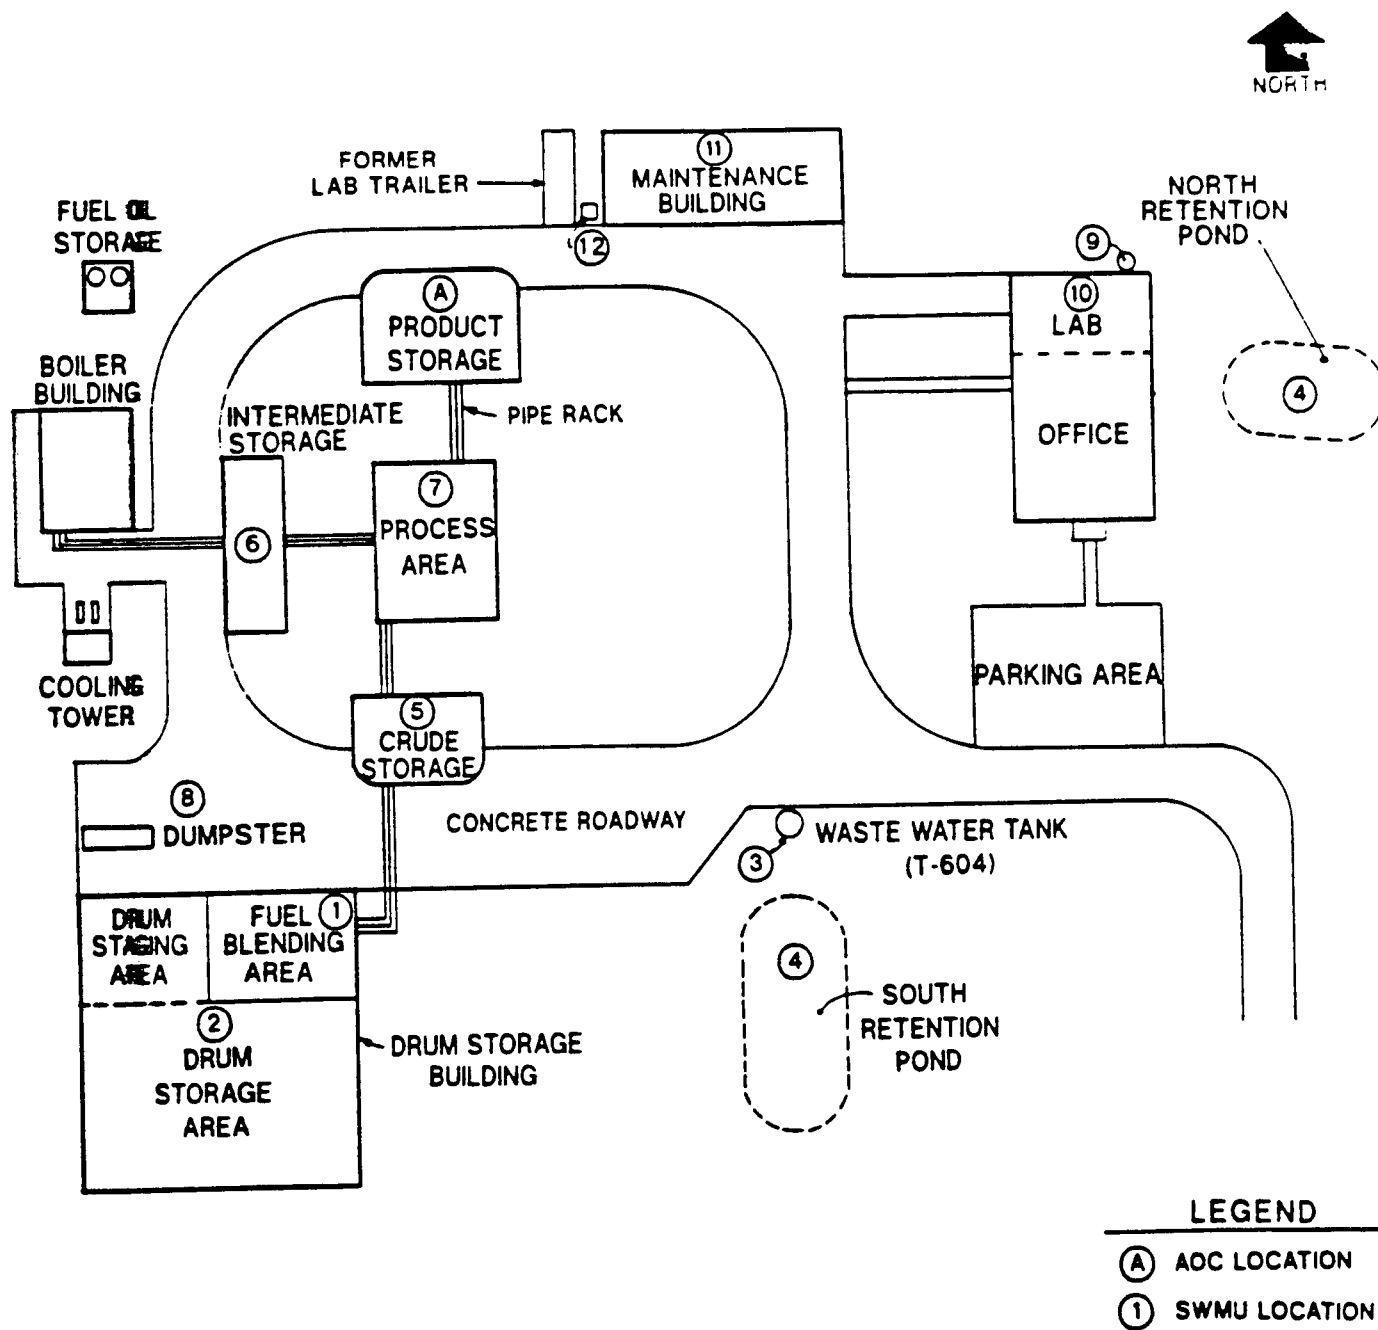 NORTH
FORMER
LAB TRAILER
11
MAINTENANCE
BUILDING
12
NORTH
RETENTION
POND
4
FUEL OIL
STORAGE
9
10
LAB
OFFICE
A
PRODUCT
STORAGE
BOILER
BUILDING
INTERMEDIATE
STORAGE
PIPE RACK
7
PROCESS
AREA
6
COOLING
TOWER
PARKING AREA
5
CRUDE
STORAGE
8
DUMPSTER
CONCRETE ROADWAY
3
WASTE WATER TANK
(T-604)
DRUM
STAGING
AREA
FUEL
BLENDING
AREA
1
4
SOUTH
RETENTION
POND
2
DRUM
STORAGE
AREA
DRUM STORAGE
BUILDING
LEGEND
A AOC LOCATION
1 SWMU LOCATION